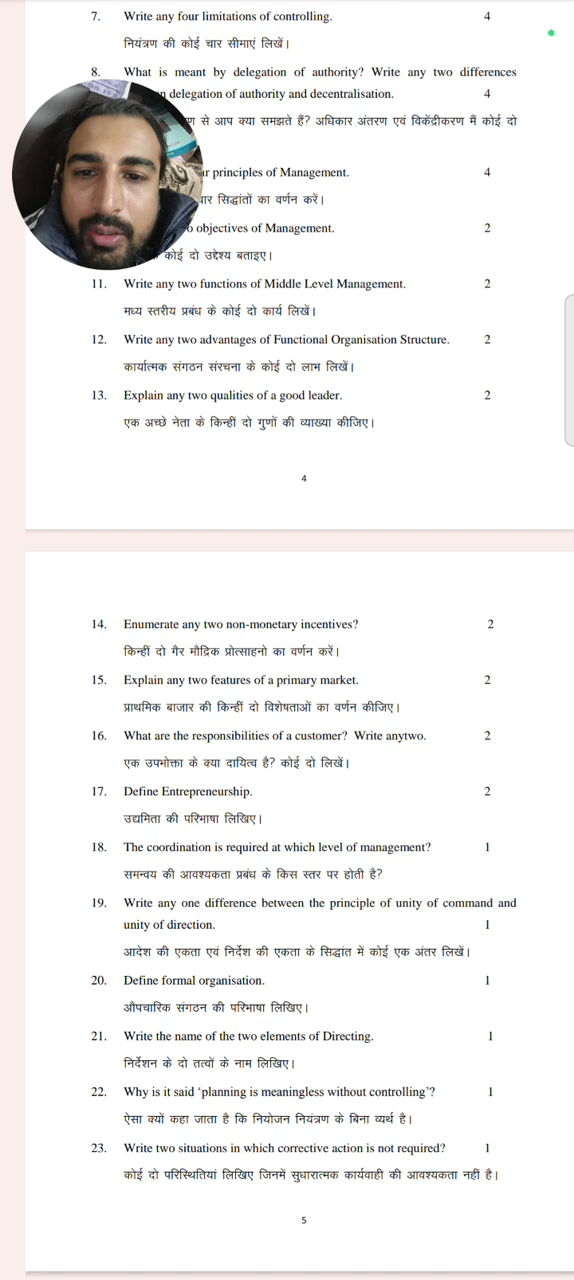 7. Write any four limitations of controlling. 4
नियंत्रण की कोई चार सीमाएं लिखें।
8. What is meant by delegation of authority? Write any two differences
delegation of authority and decentralisation. 4
से आप क्या समझते हैं? अधिकार अंतरण एवं विकेंद्रीकरण में कोई दो
principles of Management. 4
सिद्धांतों का वर्णन करें।
objectives of Management. 2
कोई दो उद्देश्य बताइए।
11. Write any two functions of Middle Level Management. 2
मध्य स्तरीय प्रबंध के कोई दो कार्य लिखें।
12. Write any two advantages of Functional Organisation Structure. 2
कार्यात्मक संगठन संरचना के कोई दो लाभ लिखें।
13. Explain any two qualities of a good leader. 2
एक अच्छे नेता के किन्हीं दो गुणों की व्याख्या कीजिए।
4
14. Enumerate any two non-monetary incentives? 2
किन्हीं दो गैर मौद्रिक प्रोत्साहनो का वर्णन करें।
15. Explain any two features of a primary market. 2
प्राथमिक बाजार की किन्हीं दो विशेषताओं का वर्णन कीजिए।
16. What are the responsibilities of a customer? Write anytwo. 2
एक उपभोक्ता के क्या दायित्व है? कोई दो लिखें।
17. Define Entrepreneurship. 2
उद्यमिता की परिभाषा लिखिए।
18. The coordination is required at which level of management? 1
समन्वय की आवश्यकता प्रबंध के किस स्तर पर होती है?
19. Write any one difference between the principle of unity of command and
unity of direction. 1
आदेश की एकता एवं निर्देश की एकता के सिद्धांत में कोई एक अंतर लिखें।
20. Define formal organisation. 1
औपचारिक संगठन की परिभाषा लिखिए।
21. Write the name of the two elements of Directing. 1
निर्देशन के दो तत्वों के नाम लिखिए।
22. Why is it said ‘planning is meaningless without controlling’? 1
ऐसा क्यों कहा जाता है कि नियोजन नियंत्रण के बिना व्यर्थ है।
23. Write two situations in which corrective action is not required? 1
कोई दो परिस्थितियां लिखिए जिनमें सुधारात्मक कार्यवाही की आवश्यकता नहीं है।
5